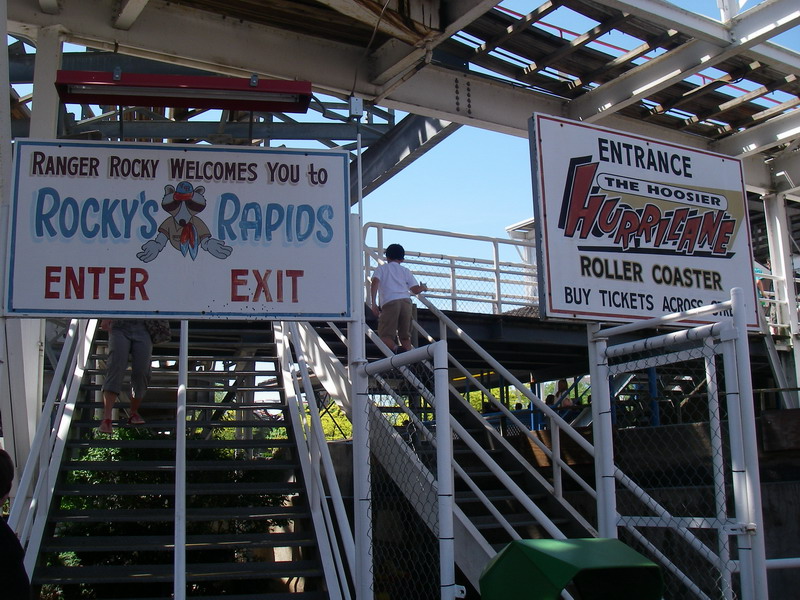 RANGER ROCKY WELCOMES YOU to
ROCKY'S RAPIDS
ENTER EXIT
ENTRANCE
THE HOOSIER
HURRICANE
ROLLER COASTER
BUY TICKETS ACROSS